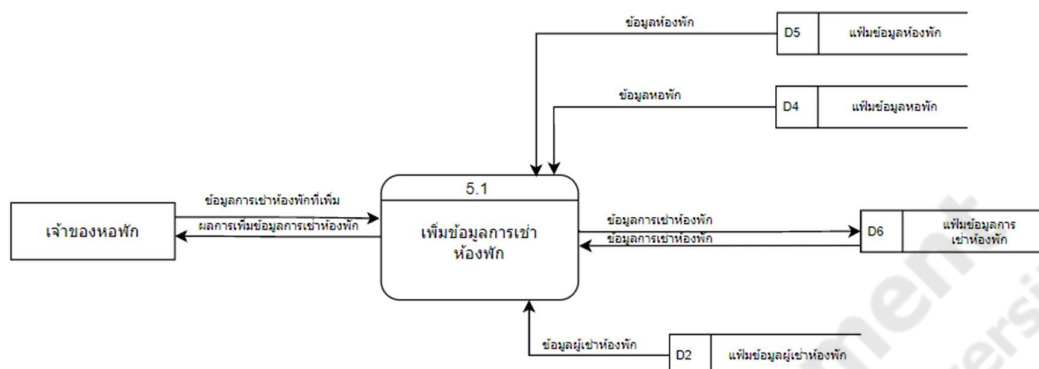 ข้อมูลห้องพัก
D5 แฟ้มข้อมูลห้องพัก
ข้อมูลหอพัก
D4 แฟ้มข้อมูลหอพัก
5.1
ข้อมูลการเช่าห้องพักที่เพิ่ม
เจ้าของหอพัก
ผลการเพิ่มข้อมูลการเช่าห้องพัก
เพิ่มข้อมูลการเช่า
ห้องพัก
ข้อมูลการเช่าห้องพัก
ข้อมูลการเช่าห้องพัก
D6 แฟ้มข้อมูลการ
เช่าห้องพัก
ข้อมูลผู้เช่าห้องพัก
D2 แฟ้มข้อมูลผู้เช่าห้องพัก